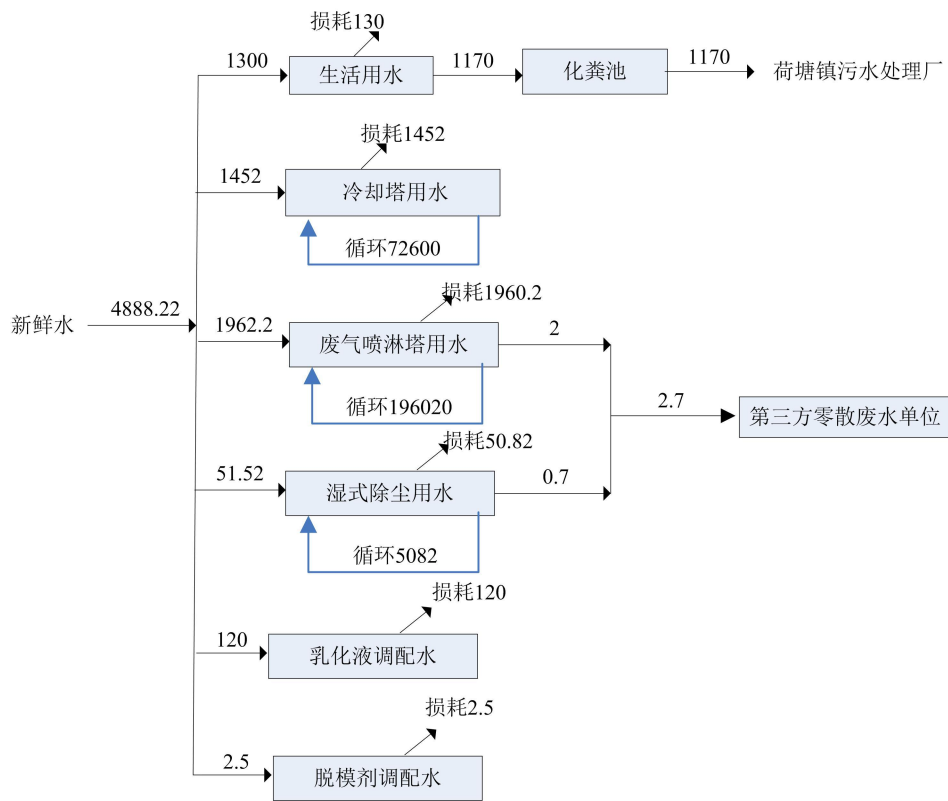 损耗130
1300
生活用水
1170
化粪池
1170
荷塘镇污水处理厂
损耗1452
1452
冷却塔用水
循环72600
新鲜水
4888.22
损耗1960.2
1962.2
废气喷淋塔用水
2
循环196020
2.7
第三方零散废水单位
损耗50.82
51.52
湿式除尘用水
0.7
循环5082
损耗120
120
乳化液调配水
损耗2.5
2.5
脱模剂调配水